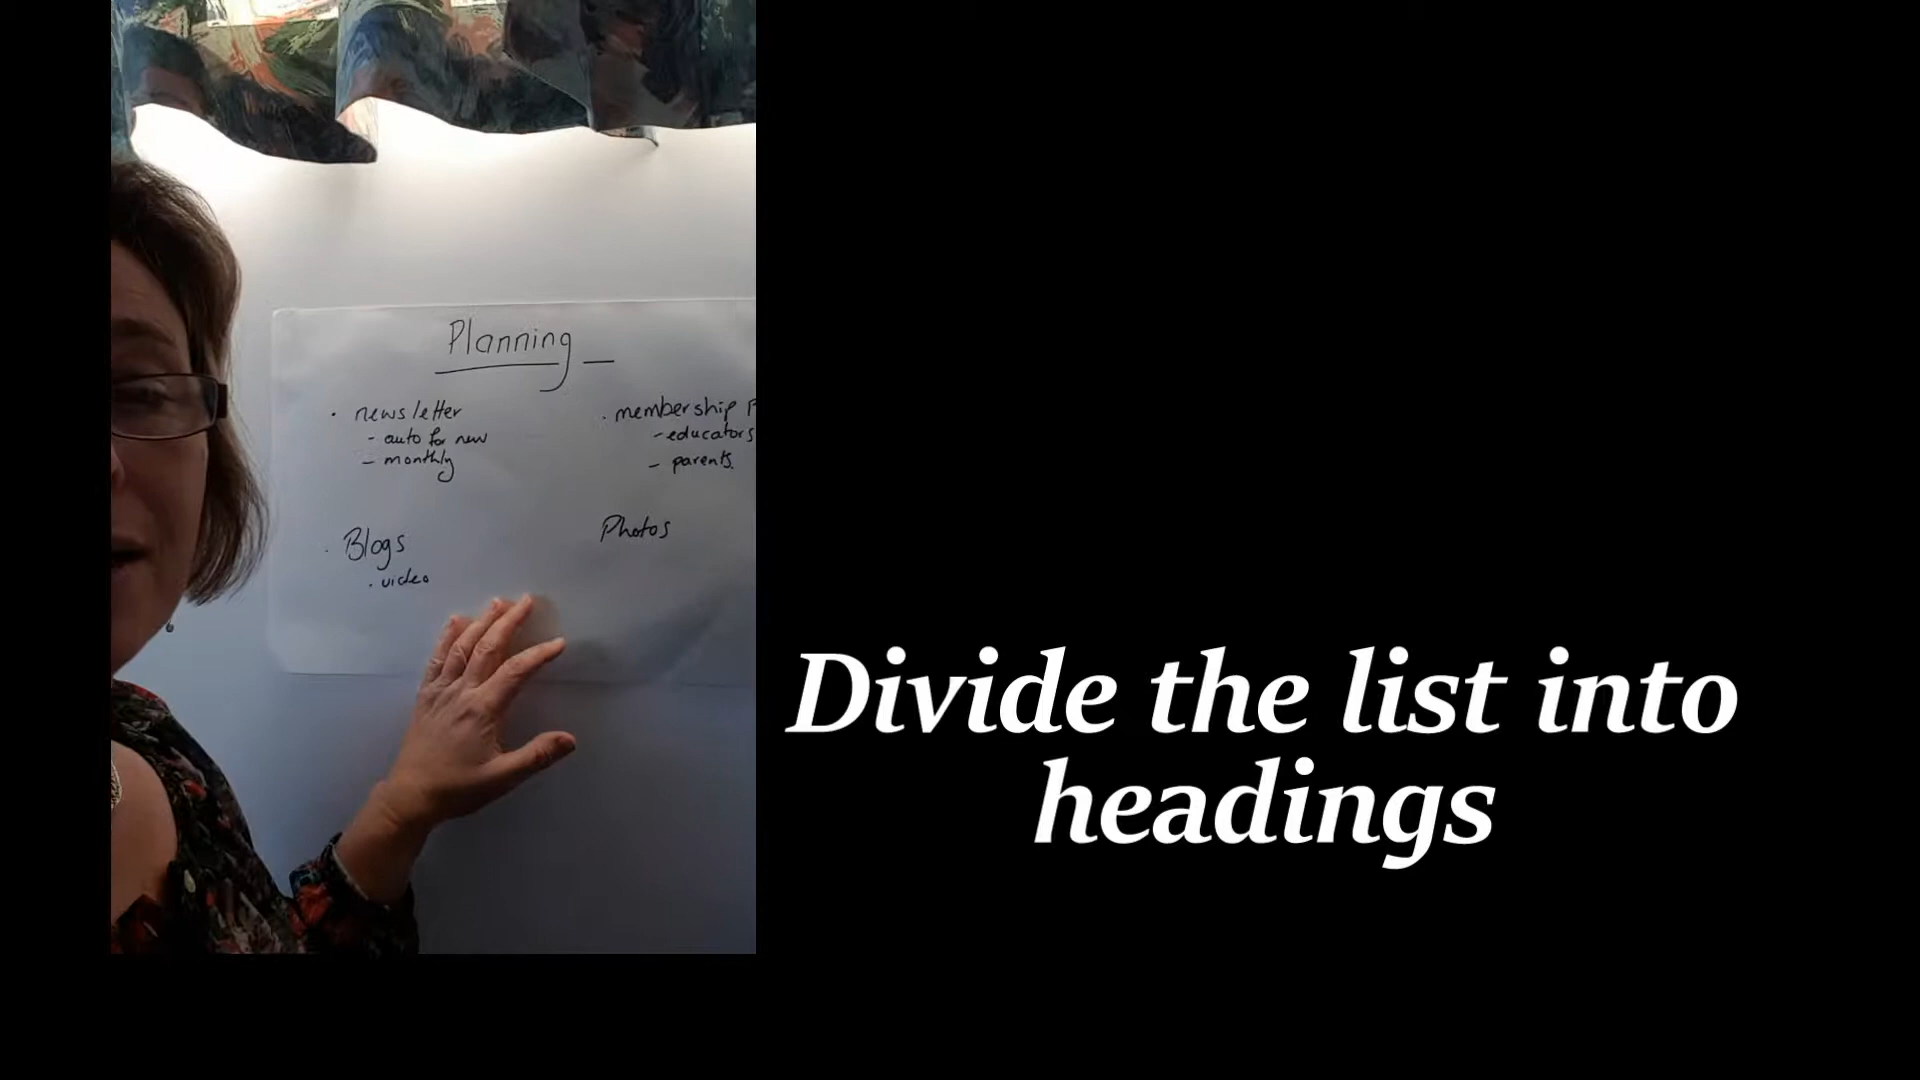 Planning
· newsletter
- auto for new
- monthly
· membership
- educators
- parents.
· Blogs
· video
Photos
Divide the list into
headings